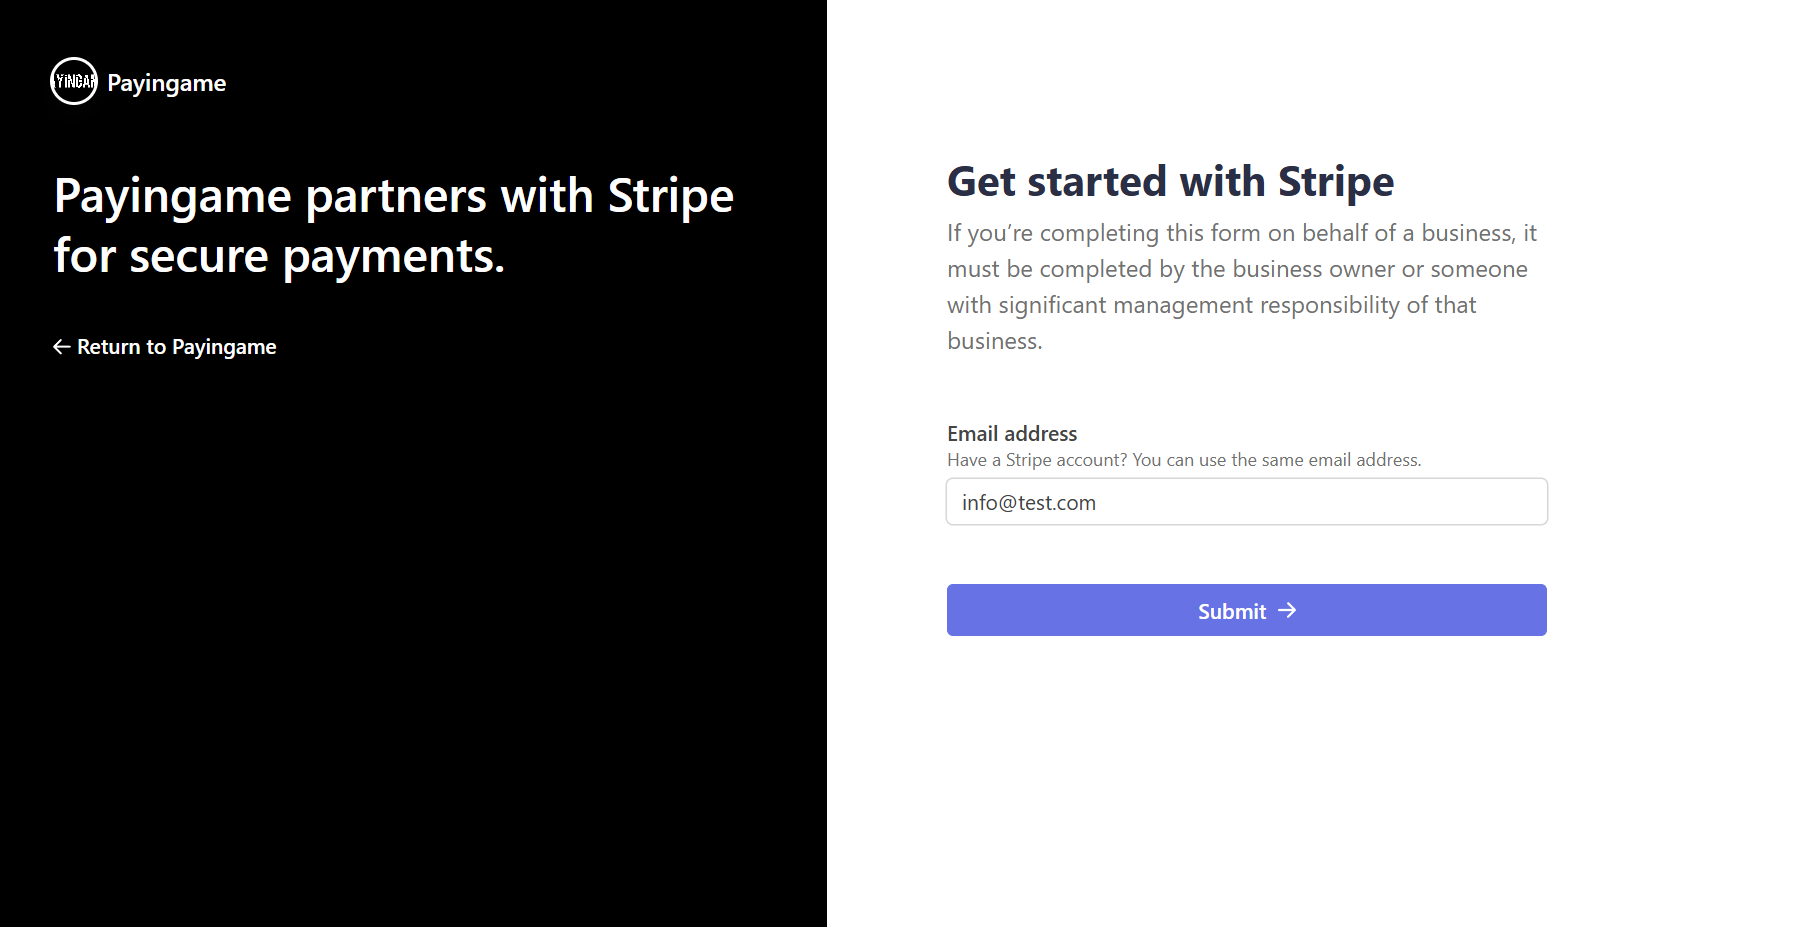 Payingame
Payingame partners with Stripe
for secure payments.
← Return to Payingame
Get started with Stripe
If you’re completing this form on behalf of a business, it
must be completed by the business owner or someone
with significant management responsibility of that
business.
Email address
Have a Stripe account? You can use the same email address.
info@test.com
Submit →